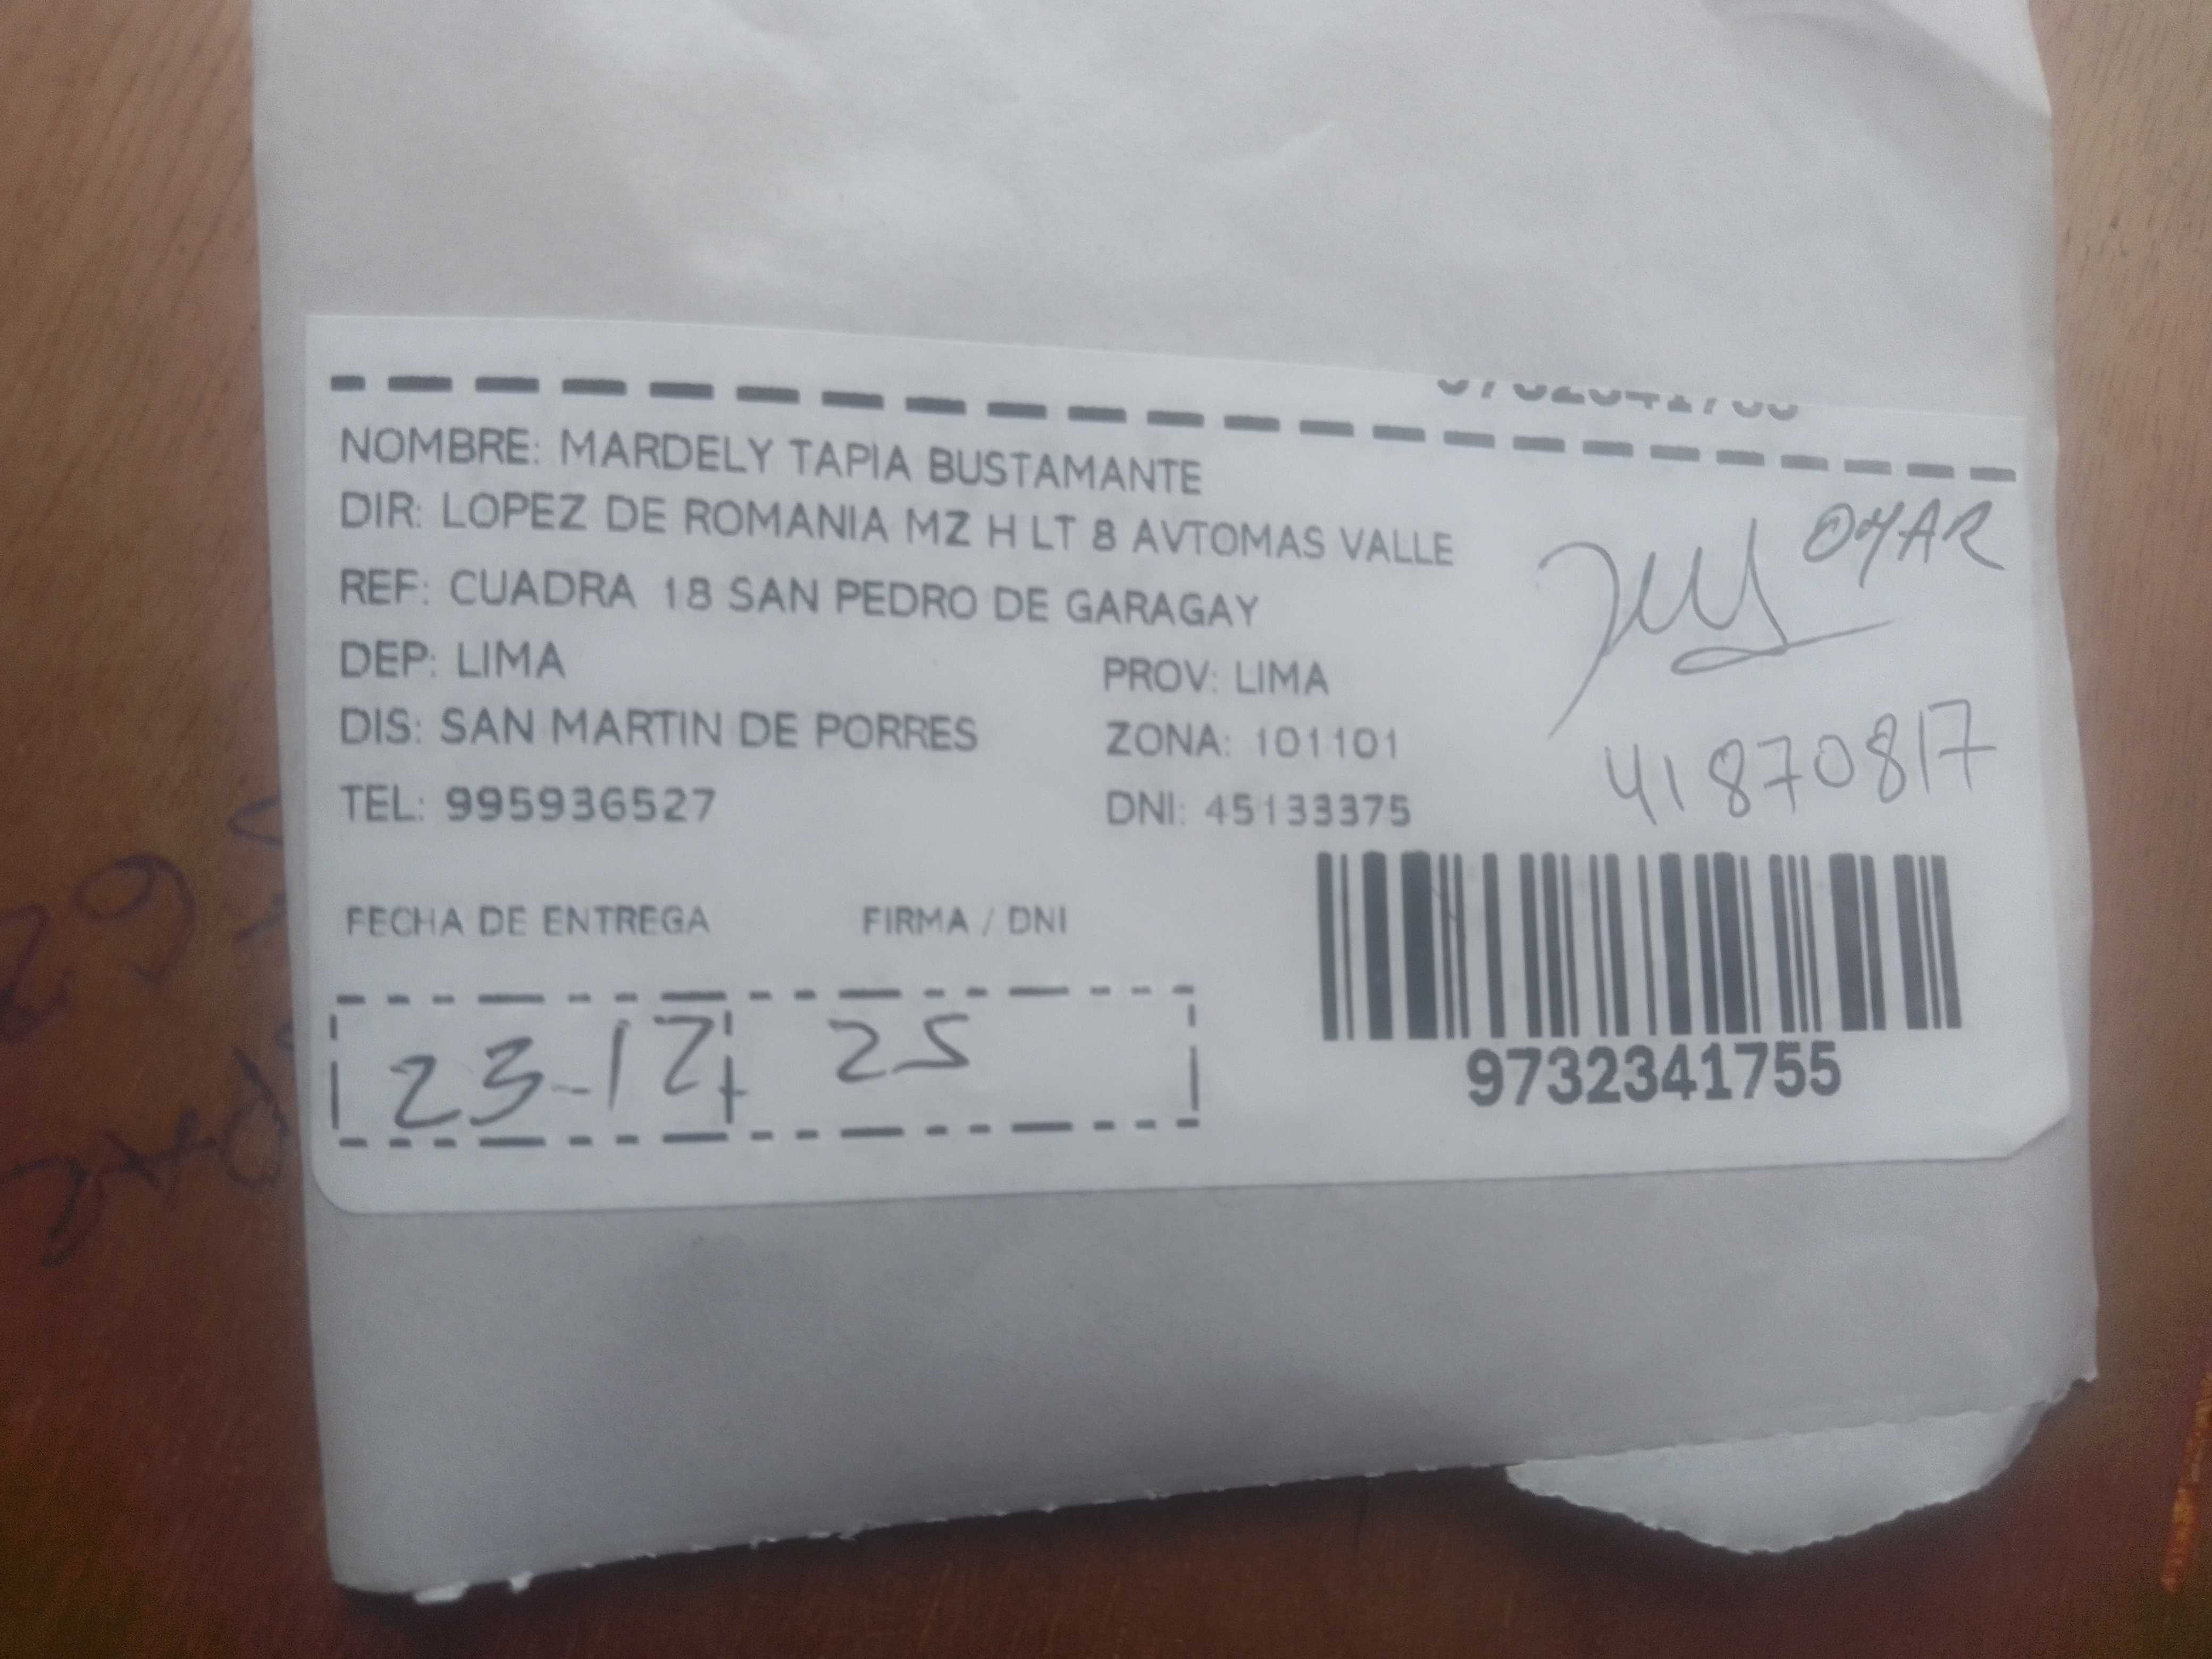 NOMBRE: MARDELY TAPIA BUSTAMANTE
DIR: LOPEZ DE ROMANIA MZ H LT 8 AVTOMAS VALLE
REF: CUADRA 18 SAN PEDRO DE GARAGAY
DEP: LIMA PROV: LIMA
DIS: SAN MARTIN DE PORRES ZONA: 101101
TEL: 995936527 DNI: 45133375
OYAR
41870817
FECHA DE ENTREGA FIRMA / DNI
23-12 25
9732341755